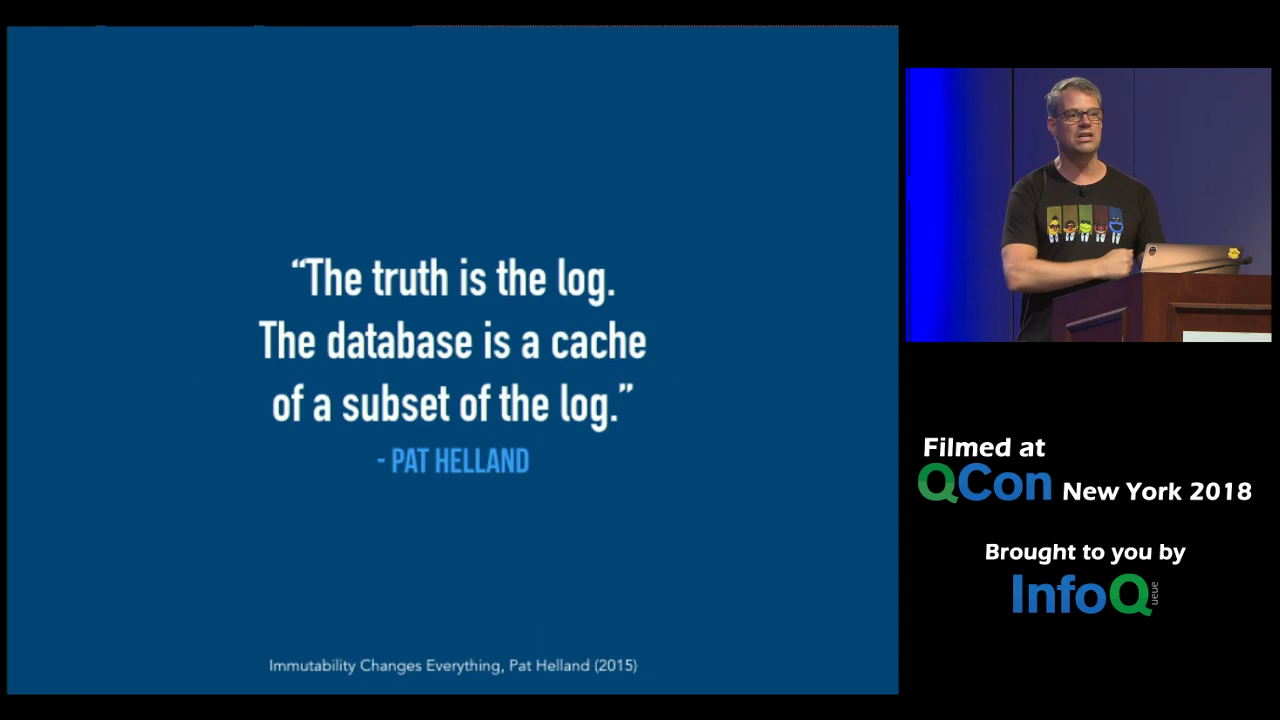 “The truth is the log.
The database is a cache
of a subset of the log.”
- PAT HELLAND
Immutability Changes Everything, Pat Helland (2015)
Filmed at
QCon New York 2018
Brought to you by
InfoQueue